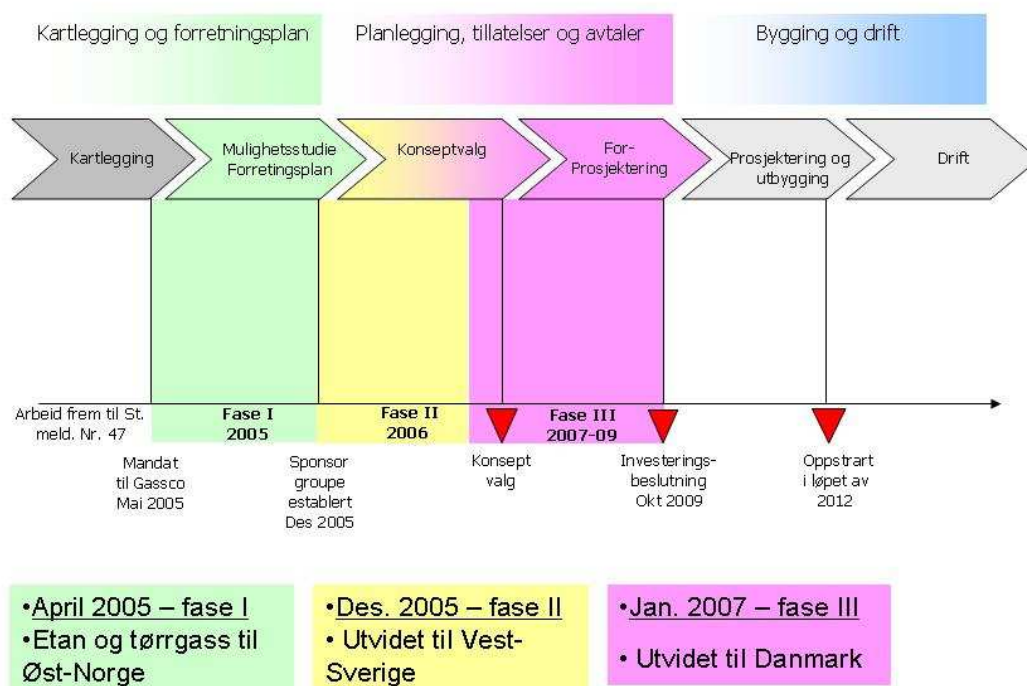 Kartlegging og forretningsplan
Planlegging, tillatelser og avtaler
Bygging og drift
Kartlegging
Mulighetsstudie
Forretingsplan
Konseptvalg
For-
Prosjektering
Prosjektering og
utbygging
Drift
Arbeid frem til St.
meld. Nr. 47
Fase I
2005
Fase II
2006
Fase III
2007-09
Mandat
til Gassco
Mai 2005
Sponsor
groupe
etablert
Des 2005
Konsept
valg
Investerings-
beslutning
Okt 2009
Oppstart
i løpet av
2012
•April 2005 – fase I
•Etan og tørrgass til
Øst-Norge
•Des. 2005 – fase II
• Utvidet til Vest-
Sverige
•Jan. 2007 – fase III
• Utvidet til Danmark